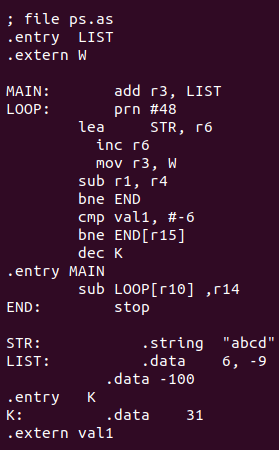 ; file ps.as
.entry  LIST
.extern W

MAIN:        add r3, LIST
LOOP:        prn #48
         lea      STR, r6
           inc r6
           mov r3, W
         sub r1, r4
         bne END
         cmp val1, #-6
         bne END[r15]
         dec K
.entry MAIN
         sub LOOP[r10] ,r14
END:         stop

STR:             .string  "abcd"
LIST:            .data    6, -9
             .data -100
.entry   K
K:           .data    31
.extern val1